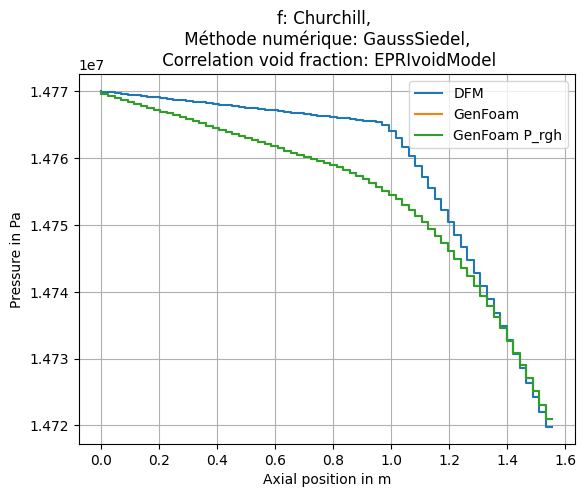 f: Churchill,
Méthode numérique: GaussSiedel,
Correlation void fraction: EPRIvoidModel
1e7
DFM
GenFoam
GenFoam P_rgh
1.477
1.476
1.475
1.474
1.473
1.472
Pressure in Pa
0.0 0.2 0.4 0.6 0.8 1.0 1.2 1.4 1.6
Axial position in m